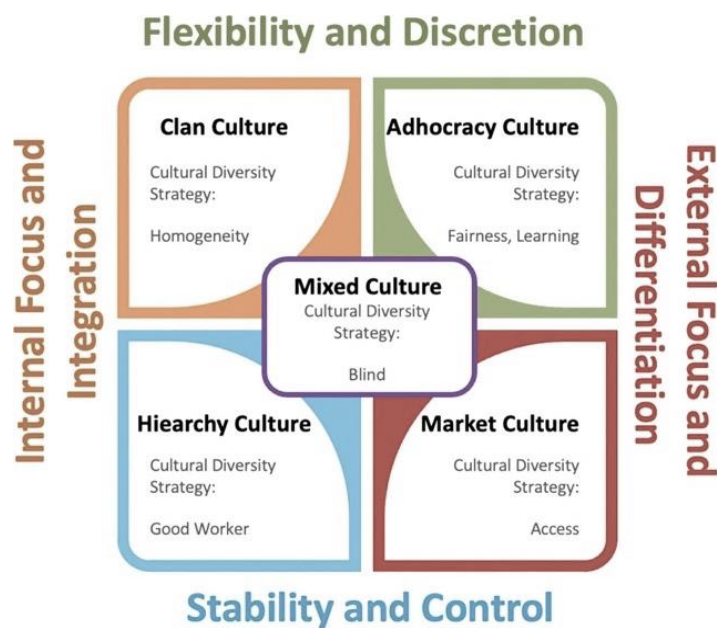 Flexibility and Discretion
Internal Focus and
Integration
Clan Culture
Cultural Diversity
Strategy:
Homogeneity
Adhocracy Culture
Cultural Diversity
Strategy:
Fairness, Learning
External Focus and
Differentiation
Mixed Culture
Cultural Diversity
Strategy:
Blind
Hiearchy Culture
Cultural Diversity
Strategy:
Good Worker
Market Culture
Cultural Diversity
Strategy:
Access
Stability and Control